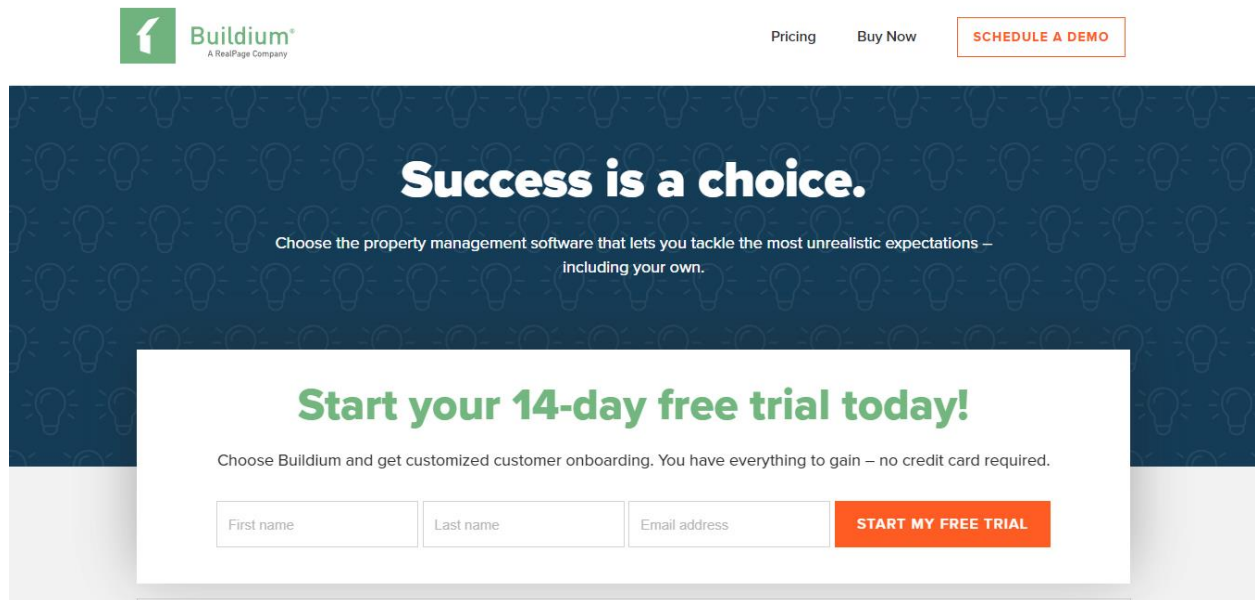 Buildium®
A RealPage Company
Pricing
Buy Now
SCHEDULE A DEMO
Success is a choice.
Choose the property management software that lets you tackle the most unrealistic expectations –
including your own.
Start your 14-day free trial today!
Choose Buildium and get customized customer onboarding. You have everything to gain – no credit card required.
First name
Last name
Email address
START MY FREE TRIAL